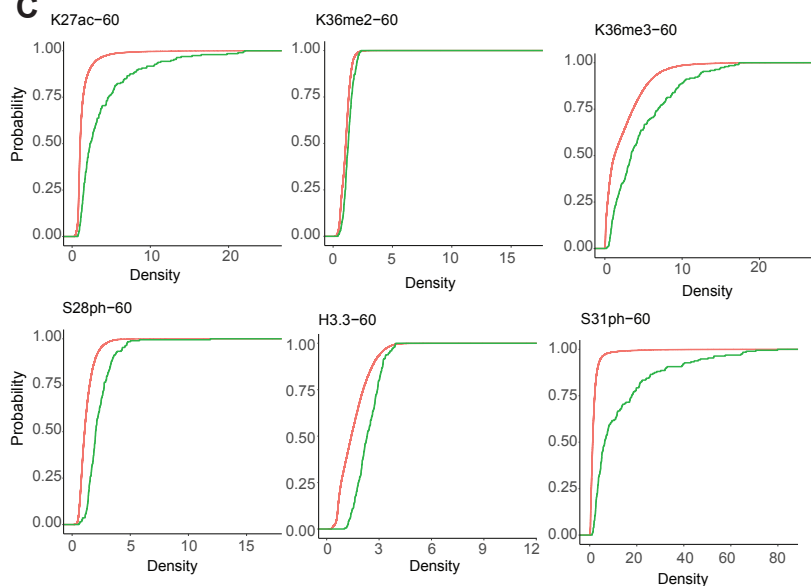 C
K27ac−60
K36me2−60
K36me3−60
Probability
1.00
0.75
0.50
0.25
0.00
0 10 20
Density
1.00
0.75
0.50
0.25
0.00
0 5 10 15
Density
1.00
0.75
0.50
0.25
0.00
0 10 20
Density
S28ph−60
H3.3−60
S31ph−60
Probability
1.00
0.75
0.50
0.25
0.00
0 5 10 15
Density
1.00
0.75
0.50
0.25
0.00
0 3 6 9 12
Density
1.00
0.75
0.50
0.25
0.00
0 20 40 60 80
Density